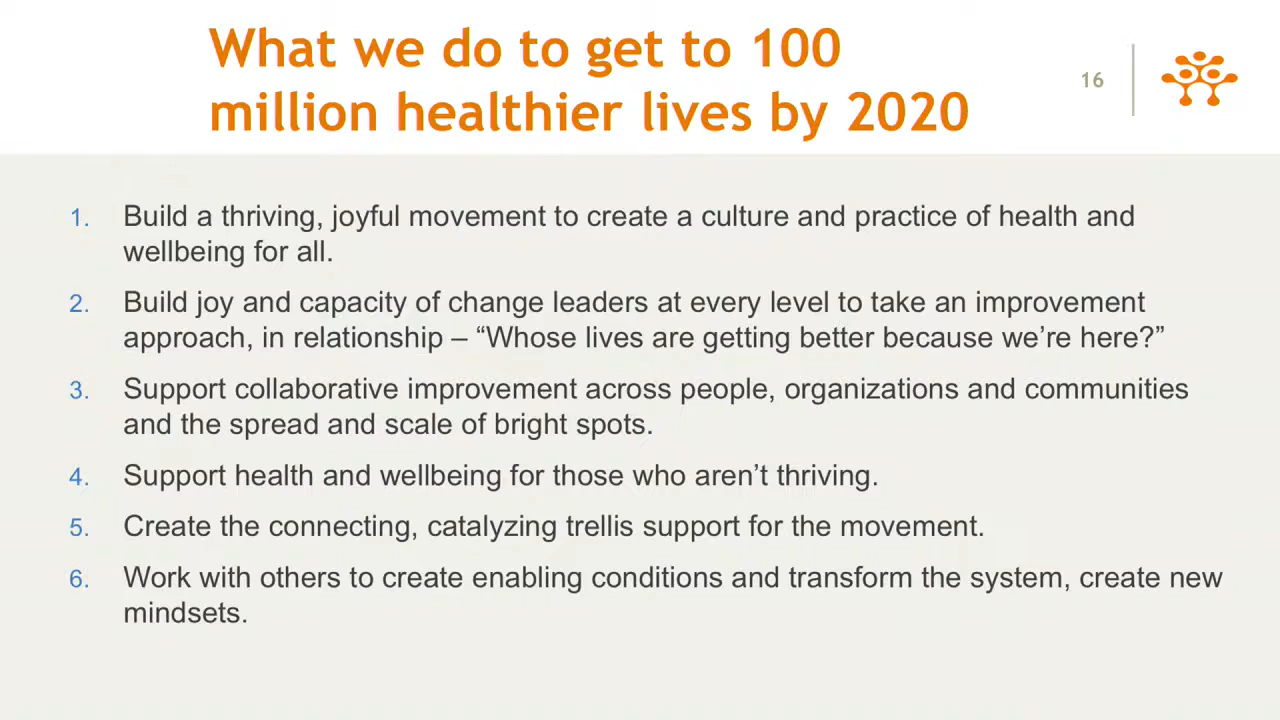 What we do to get to 100
million healthier lives by 2020
16
1. Build a thriving, joyful movement to create a culture and practice of health and
wellbeing for all.
2. Build joy and capacity of change leaders at every level to take an improvement
approach, in relationship – “Whose lives are getting better because we’re here?”
3. Support collaborative improvement across people, organizations and communities
and the spread and scale of bright spots.
4. Support health and wellbeing for those who aren’t thriving.
5. Create the connecting, catalyzing trellis support for the movement.
6. Work with others to create enabling conditions and transform the system, create new
mindsets.